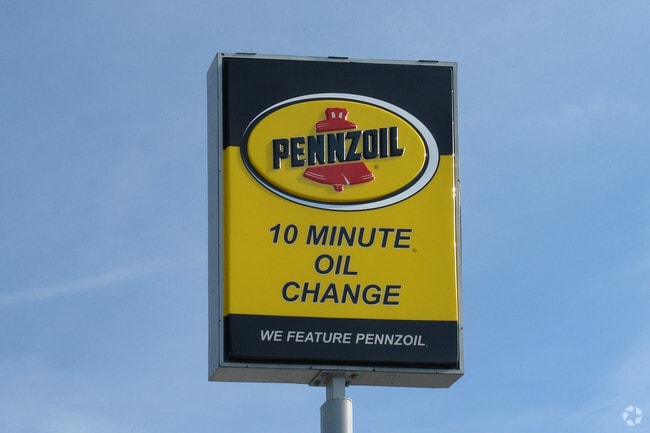 PENNZOIL
10 MINUTE
OIL
CHANGE
WE FEATURE PENNZOIL